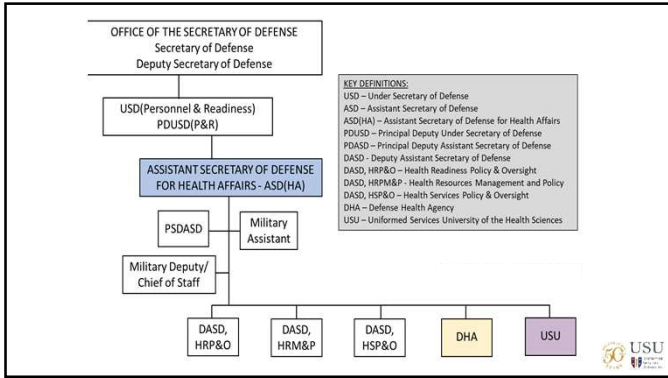 OFFICE OF THE SECRETARY OF DEFENSE
Secretary of Defense
Deputy Secretary of Defense
USD(Personnel & Readiness)
PDUSD(P&R)
ASSISTANT SECRETARY OF DEFENSE
FOR HEALTH AFFAIRS - ASD(HA)
KEY DEFINITIONS:
USD – Under Secretary of Defense
ASD – Assistant Secretary of Defense
ASD(HA) – Assistant Secretary of Defense for Health Affairs
PDUSD – Principal Deputy Under Secretary of Defense
PDASD – Principal Deputy Assistant Secretary of Defense
DASD - Deputy Assistant Secretary of Defense
DASD, HRP&O – Health Readiness Policy & Oversight
DASD, HRPM&P - Health Resources Management and Policy
DASD, HSP&O – Health Services Policy & Oversight
DHA – Defense Health Agency
USU – Uniformed Services University of the Health Sciences
PSDASD
Military
Assistant
Military Deputy/
Chief of Staff
DASD,
HRP&O
DASD,
HRM&P
DASD,
HSP&O
DHA
USU
50
USU